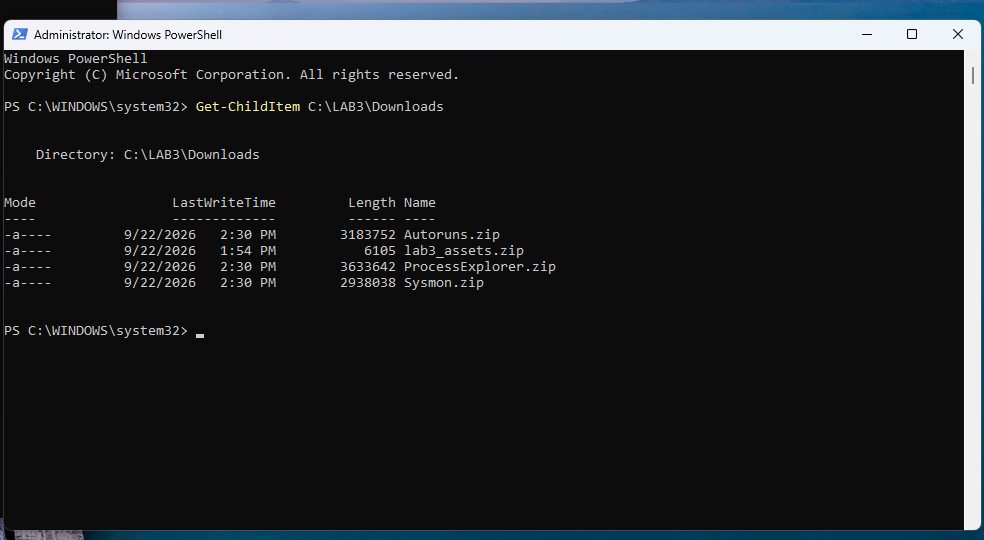 Administrator: Windows PowerShell
Windows PowerShell
Copyright (C) Microsoft Corporation. All rights reserved.
PS C:\WINDOWS\system32> Get-ChildItem C:\LAB3\Downloads
    Directory: C:\LAB3\Downloads
Mode                 LastWriteTime         Length Name
----                 -------------         ------ ----
-a----         9/22/2026   2:30 PM        3183752 Autoruns.zip
-a----         9/22/2026   1:54 PM           6105 lab3_assets.zip
-a----         9/22/2026   2:30 PM        3633642 ProcessExplorer.zip
-a----         9/22/2026   2:30 PM        2938038 Sysmon.zip
PS C:\WINDOWS\system32>